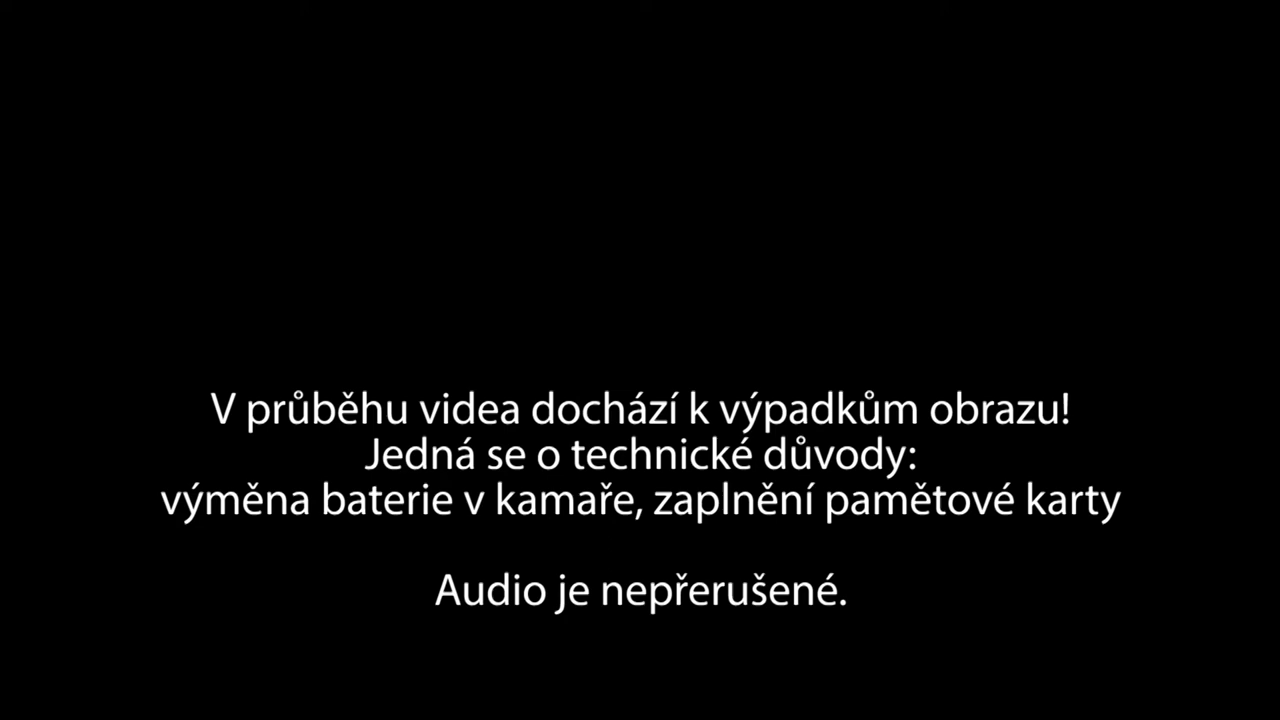 V průběhu videa dochází k výpadkům obrazu!
Jedná se o technické důvody:
výměna baterie v kamaře, zaplnění pamětové karty
Audio je nepřerušené.